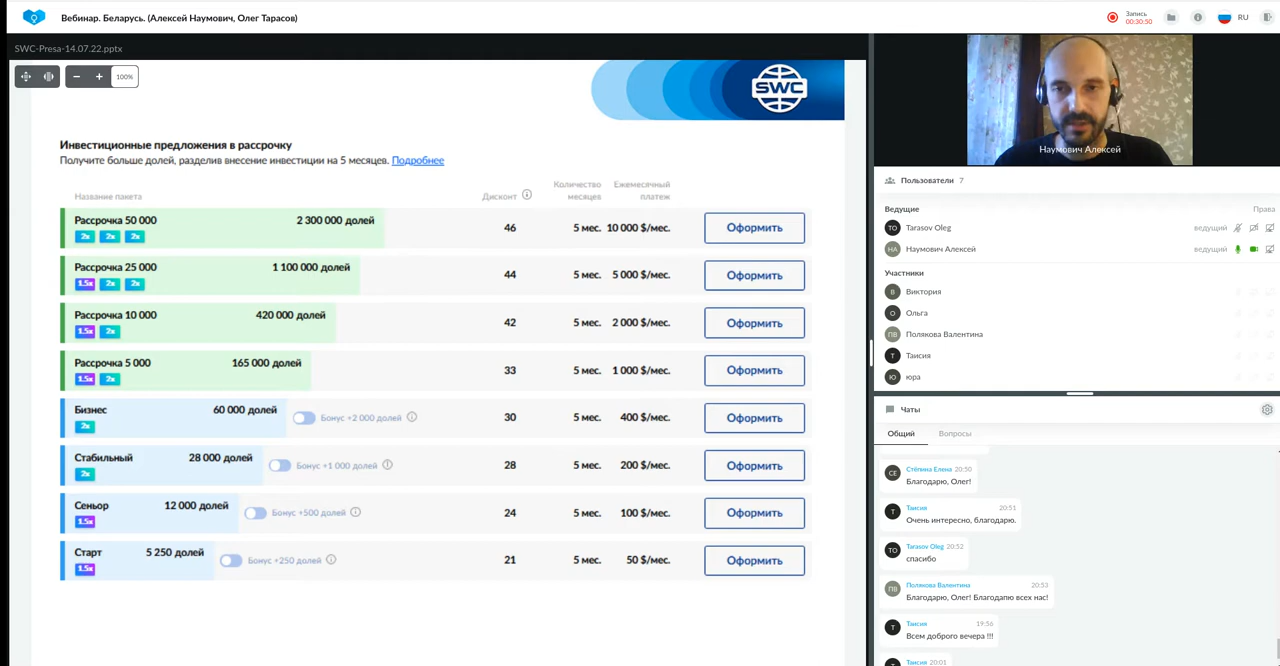 Вебинар. Беларусь. (Алексей Наумович, Олег Тарасов)
Запись
00:30:50
RU
SWC-Presa-14.07.22.pptx
100%
SWC
Инвестиционные предложения в рассрочку
Получите больше долей, разделив внесение инвестиции на 5 месяцев. Подробнее
Название пакета
Дисконт
Количество месяцев
Ежемесячный платеж
Рассрочка 50 000 2 300 000 долей 46 5 мес. 10 000 $/мес. Оформить
2x 2x 2x
Рассрочка 25 000 1 100 000 долей 44 5 мес. 5 000 $/мес. Оформить
1.5x 2x 2x
Рассрочка 10 000 420 000 долей 42 5 мес. 2 000 $/мес. Оформить
1.5x 2x
Рассрочка 5 000 165 000 долей 33 5 мес. 1 000 $/мес. Оформить
1.5x 2x
Бизнес 60 000 долей Бонус +2 000 долей 30 5 мес. 400 $/мес. Оформить
2x
Стабильный 28 000 долей Бонус +1 000 долей 28 5 мес. 200 $/мес. Оформить
2x
Сеньор 12 000 долей Бонус +500 долей 24 5 мес. 100 $/мес. Оформить
1.5x
Старт 5 250 долей Бонус +250 долей 21 5 мес. 50 $/мес. Оформить
1.5x
Наумович Алексей
Пользователи 7
Ведущие Права
TO Tarasov Oleg ведущий
НА Наумович Алексей ведущий
Участники
В Виктория
О Ольга
ПВ Полякова Валентина
Т Таисия
Ю юра
Чаты
Общий Вопросы
СЕ Стёпина Елена 20:50
Благодарю, Олег!
Т Таисия 20:51
Очень интересно, благодарю.
TO Tarasov Oleg 20:52
спасибо
ПВ Полякова Валентина 20:53
Благодарю, Олег! Благодапю всех нас!
Т Таисия 19:56
Всем доброго вечера !!!
Т Таисия 20:01